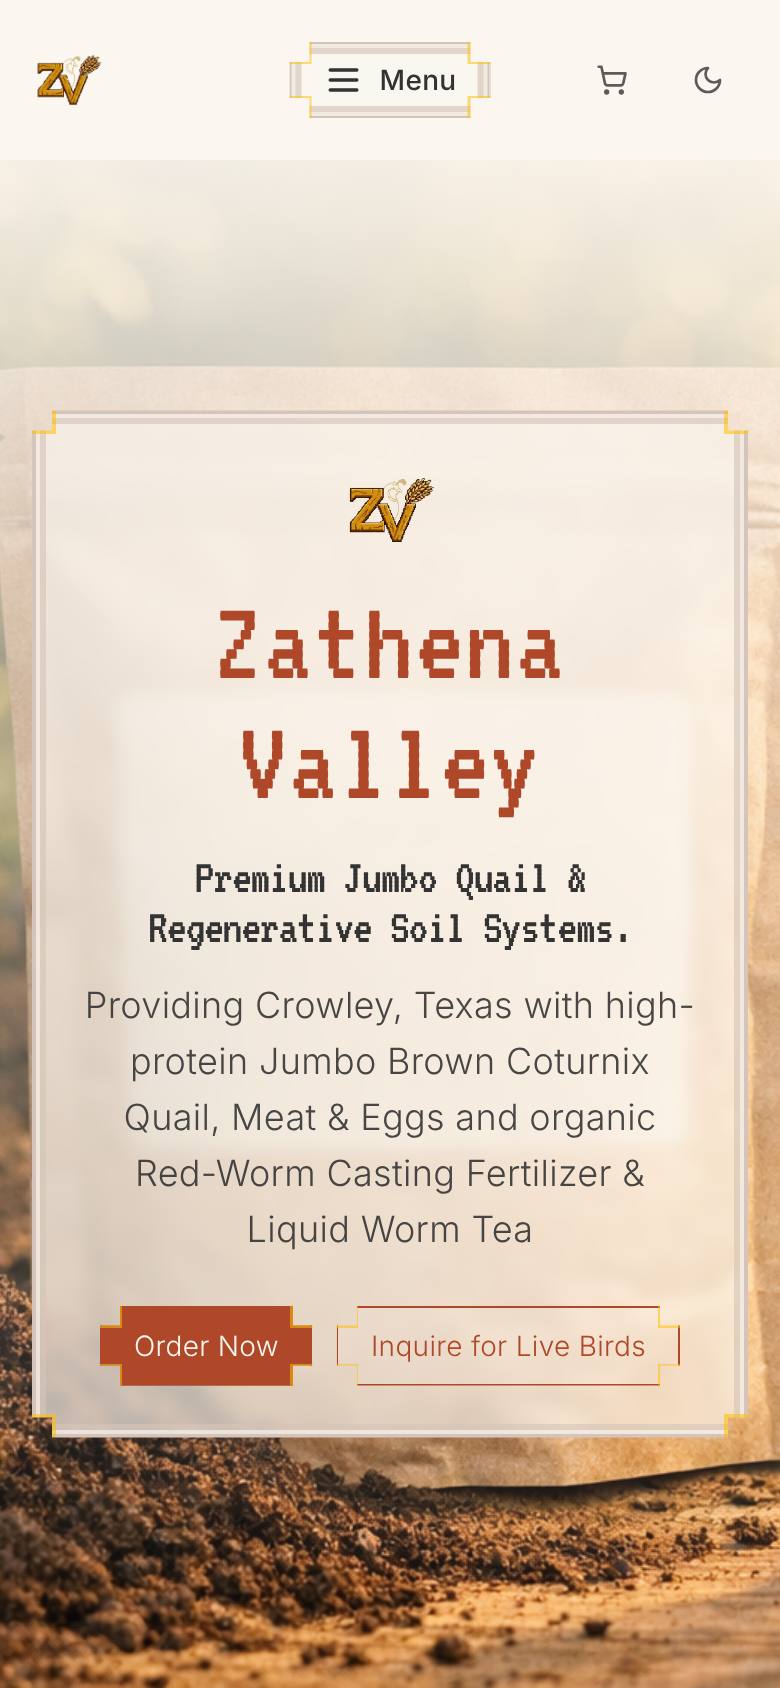 ZV
Menu
ZV
Zathena
Valley
Premium Jumbo Quail &
Regenerative Soil Systems.
Providing Crowley, Texas with high-
protein Jumbo Brown Coturnix
Quail, Meat & Eggs and organic
Red-Worm Casting Fertilizer &
Liquid Worm Tea
Order Now
Inquire for Live Birds